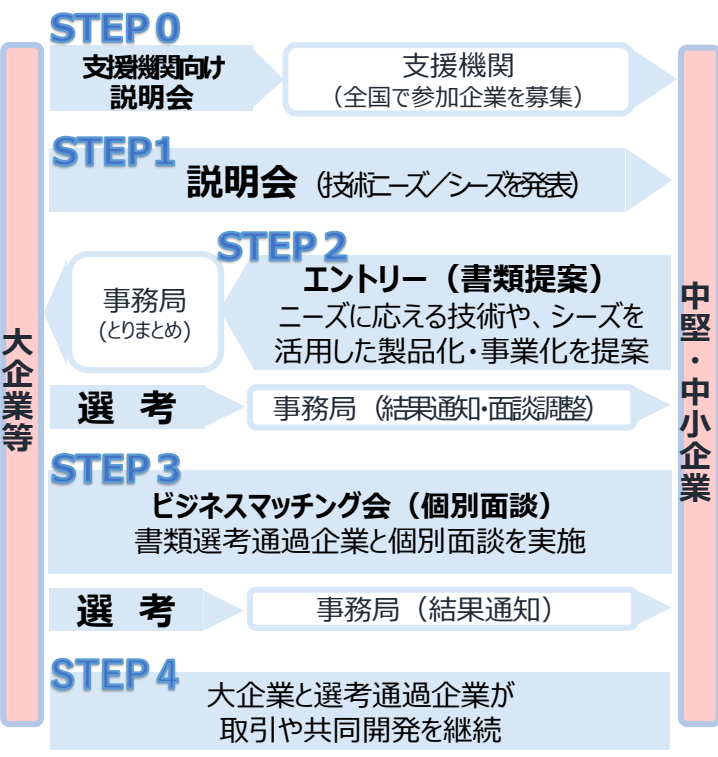 STEP 0
支援機関向け
説明会
支援機関
（全国で参加企業を募集）
STEP1
説明会（技術ニーズ／シーズを発表）
STEP 2
エントリー（書類提案）
ニーズに応える技術や、シーズを
活用した製品化・事業化を提案
事務局
(とりまとめ)
選 考
事務局（結果通知・面談調整）
STEP 3
ビジネスマッチング会（個別面談）
書類選考通過企業と個別面談を実施
選 考
事務局（結果通知）
STEP 4
大企業と選考通過企業が
取引や共同開発を継続
大企業等
中堅・中小企業